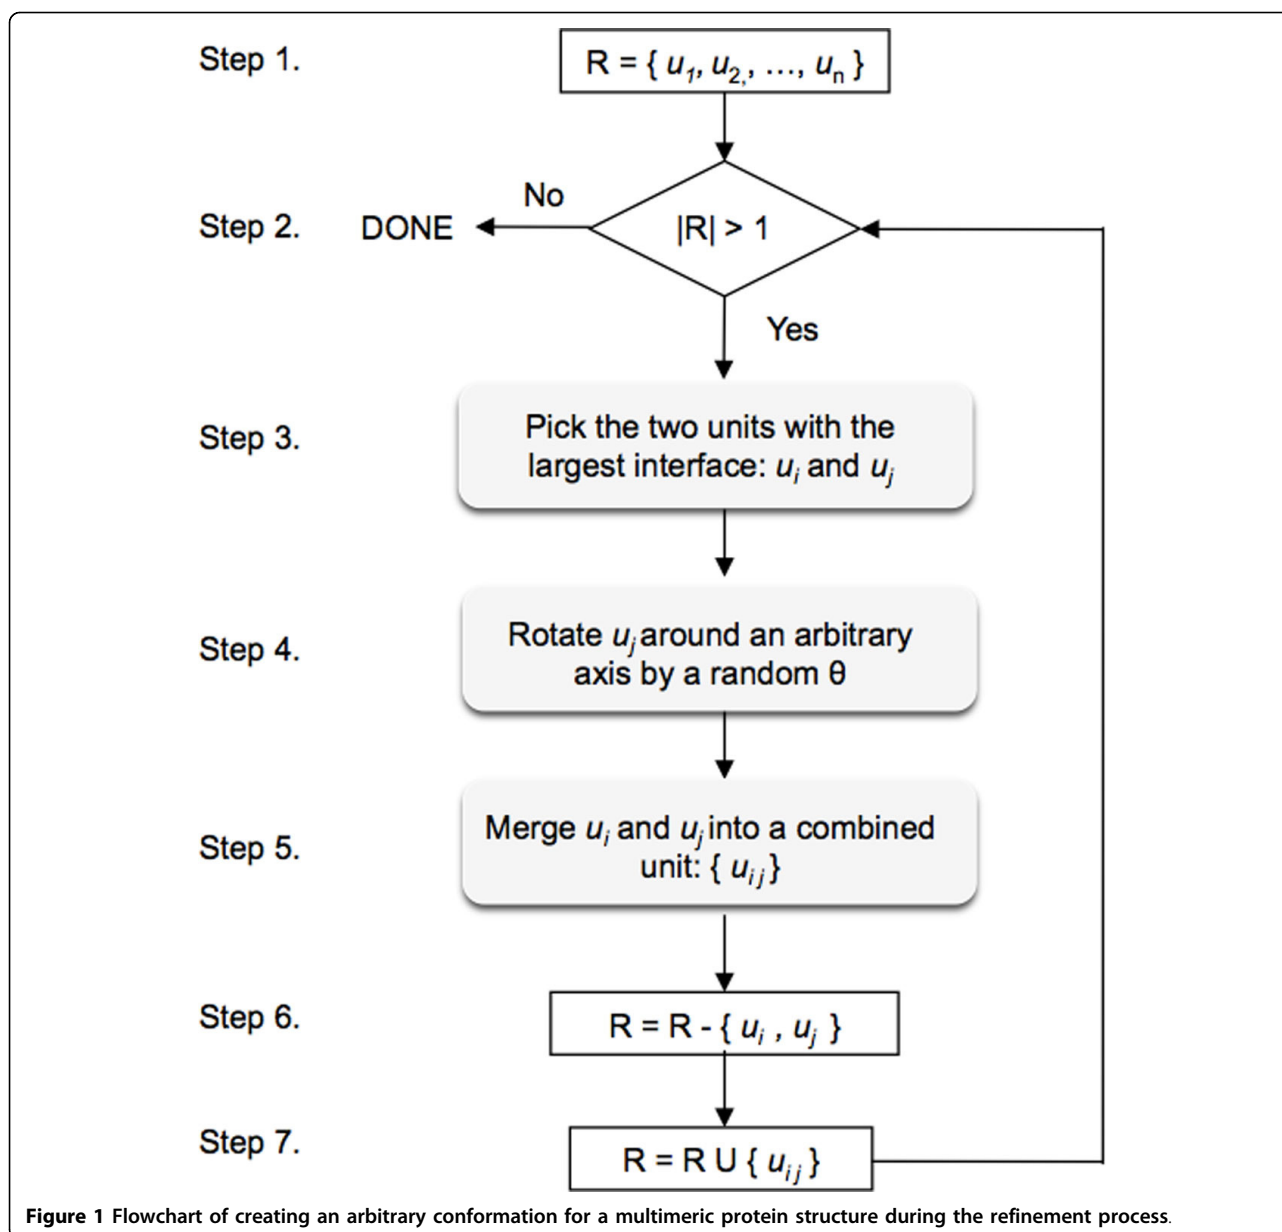 Step 1.
R = { u1, u2,, ..., un }
Step 2.
DONE
No
|R| > 1
Yes
Step 3.
Pick the two units with the
largest interface: ui and uj
Step 4.
Rotate uj around an arbitrary
axis by a random θ
Step 5.
Merge ui and uj into a combined
unit: { uij }
Step 6.
R = R - { ui , uj }
Step 7.
R = R U { uij }
Figure 1 Flowchart of creating an arbitrary conformation for a multimeric protein structure during the refinement process.